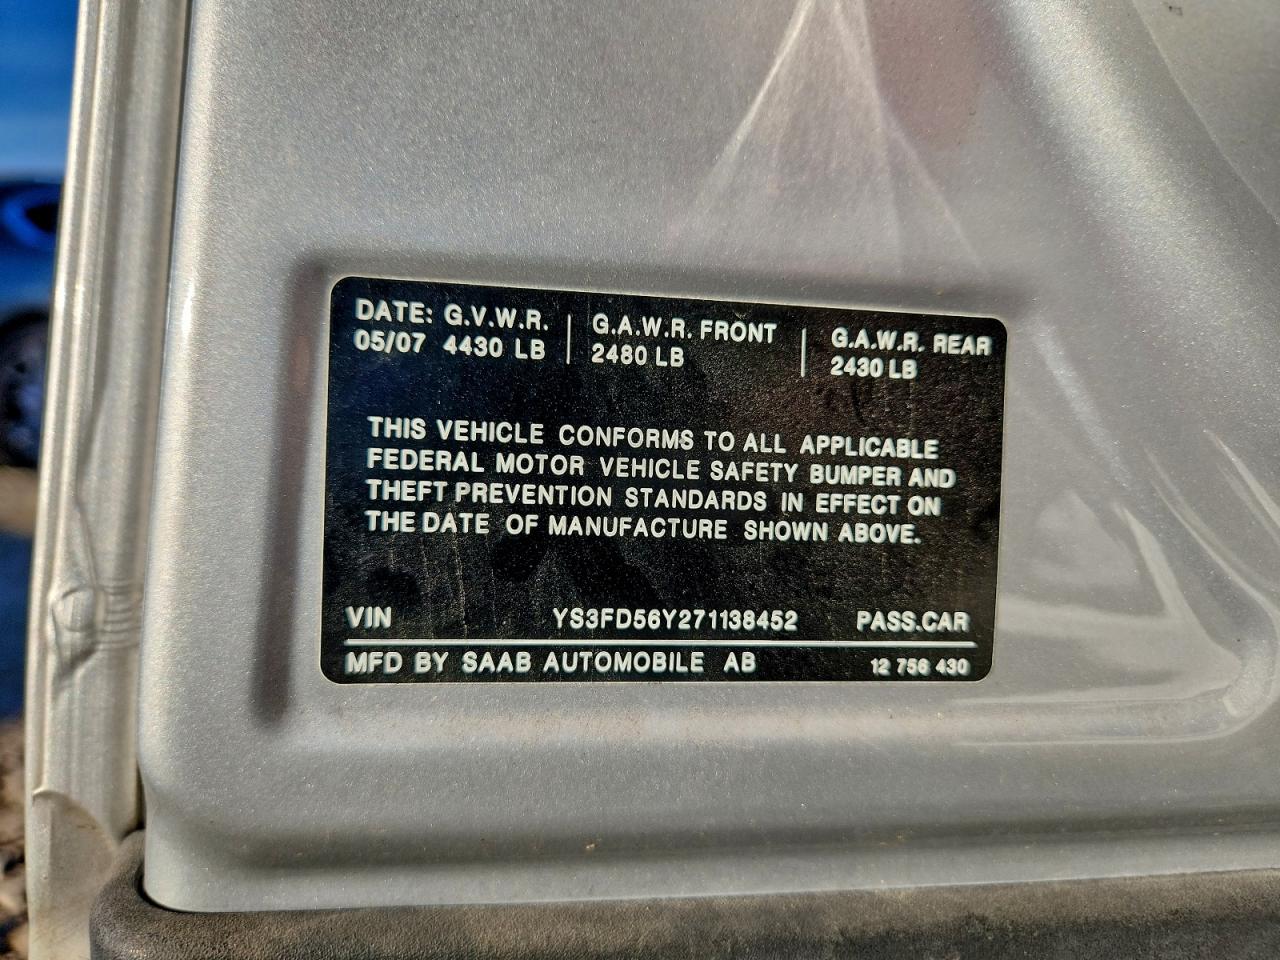 DATE: G.V.W.R. | G.A.W.R. FRONT | G.A.W.R. REAR
05/07 4430 LB | 2480 LB | 2430 LB
THIS VEHICLE CONFORMS TO ALL APPLICABLE
FEDERAL MOTOR VEHICLE SAFETY BUMPER AND
THEFT PREVENTION STANDARDS IN EFFECT ON
THE DATE OF MANUFACTURE SHOWN ABOVE.
VIN YS3FD56Y271138452 PASS.CAR
MFD BY SAAB AUTOMOBILE AB 12 756 430